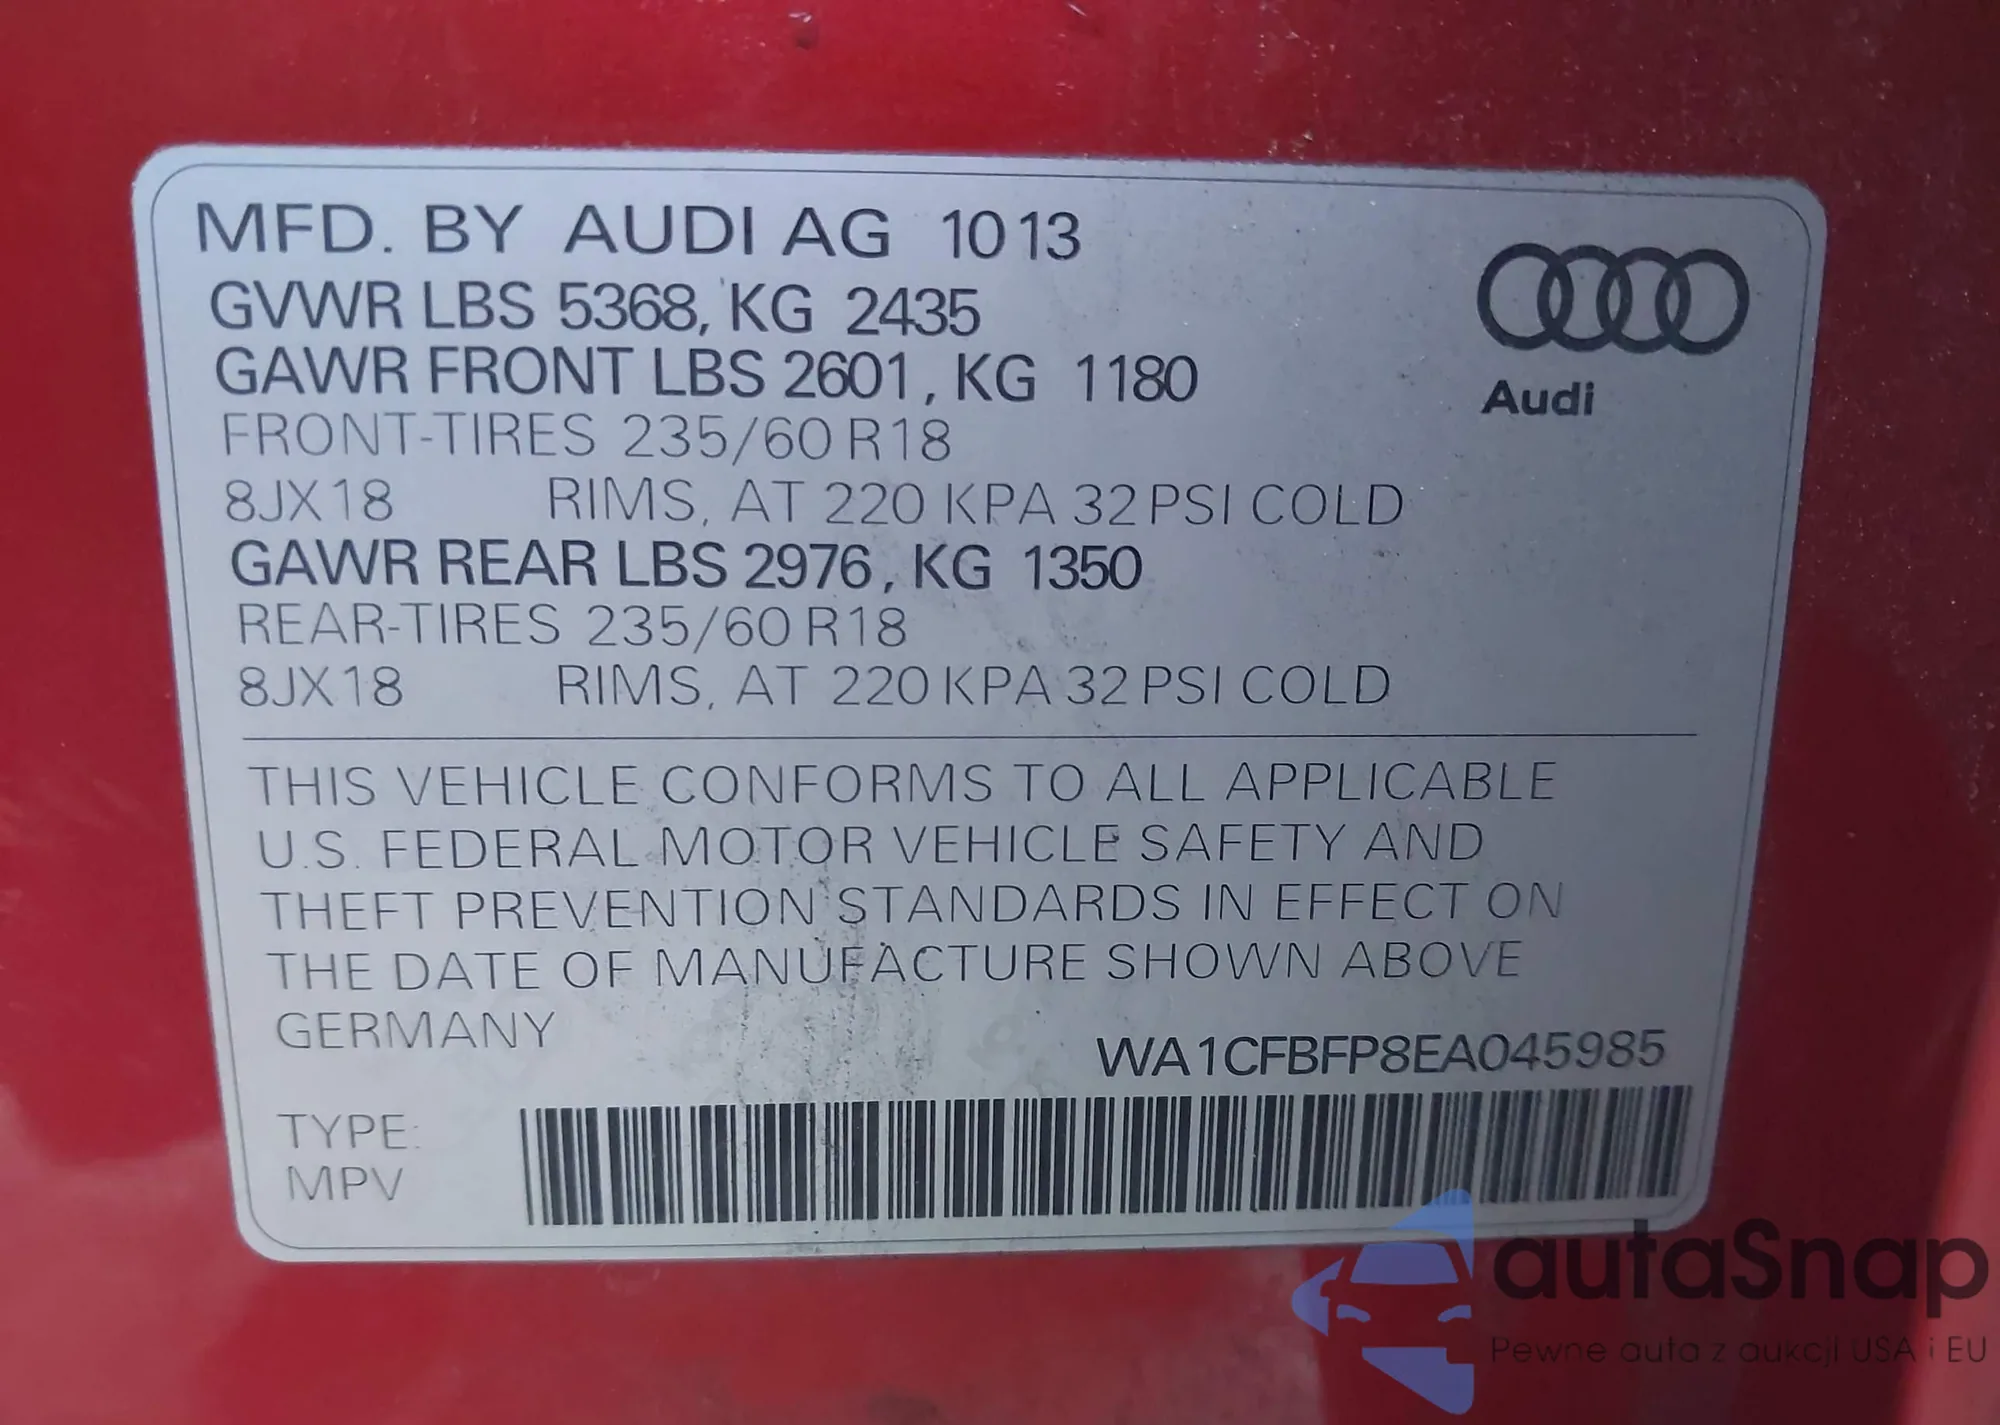 MFD. BY AUDI AG 10 13
GVWR LBS 5368, KG 2435
GAWR FRONT LBS 2601, KG 1180
FRONT-TIRES 235/60 R18
8JX18 RIMS, AT 220 KPA 32 PSI COLD
GAWR REAR LBS 2976, KG 1350
REAR-TIRES 235/60 R18
8JX18 RIMS, AT 220 KPA 32 PSI COLD
Audi
THIS VEHICLE CONFORMS TO ALL APPLICABLE
U.S. FEDERAL MOTOR VEHICLE SAFETY AND
THEFT PREVENTION STANDARDS IN EFFECT ON
THE DATE OF MANUFACTURE SHOWN ABOVE
GERMANY
WA1CFBFP8EA045985
TYPE:
MPV
autaSnap
Pewne auta z aukcji USA i EU